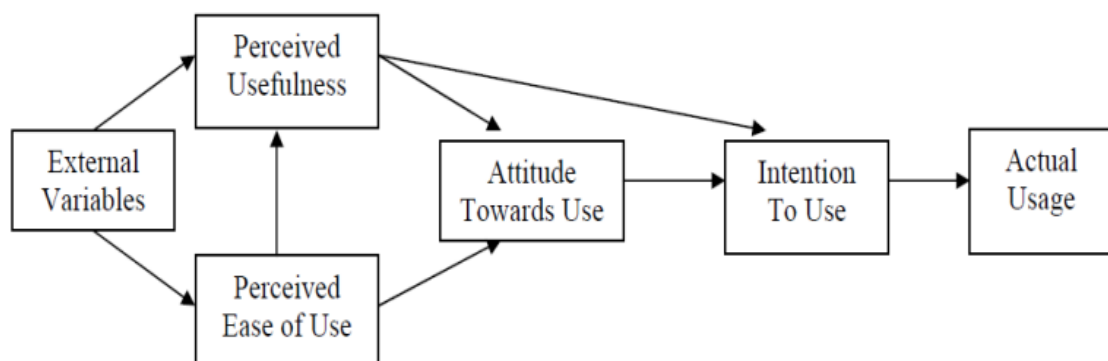 Perceived
Usefulness
External
Variables
Attitude
Towards Use
Intention
To Use
Actual
Usage
Perceived
Ease of Use